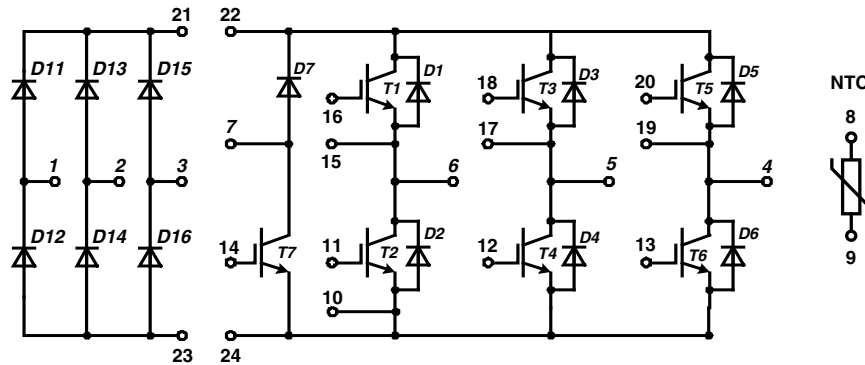 21 22
D11 D13 D15 D7 D1 D3 D5
T1 T3 T5
16 18 20
NTC
8
7 15 17 19
1 2 3 6 5 4
D12 D14 D16 D2 D4 D6
14 11 12 13
T7 T2 T4 T6
9
10
23 24